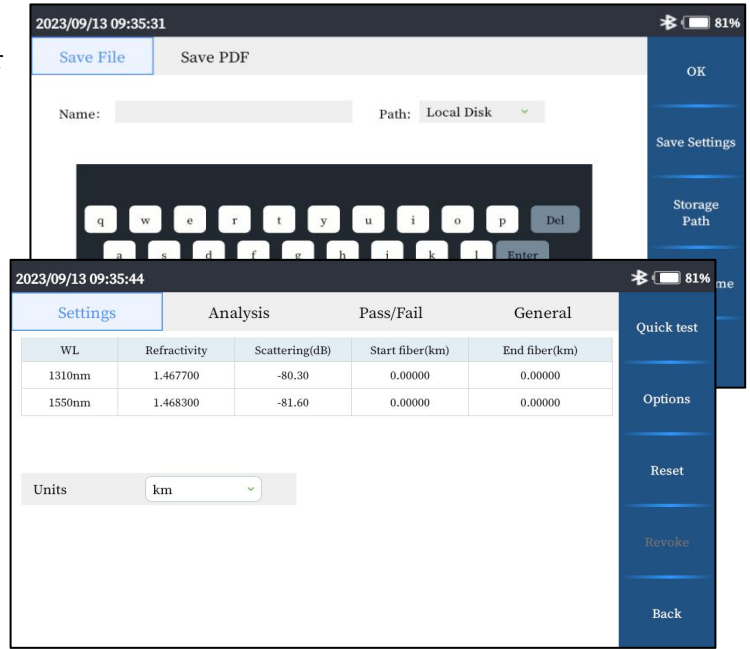 2023/09/13 09:35:31 81%
Save File Save PDF OK
Name: Path: Local Disk
Save Settings
q w e r t y u i o p Del
Storage
Path
a s d f g h j k l Enter
me
2023/09/13 09:35:44 81%
Settings Analysis Pass/Fail General
Quick test
WL Refractivity Scattering(dB) Start fiber(km) End fiber(km)
1310nm 1.467700 -80.30 0.00000 0.00000
1550nm 1.468300 -81.60 0.00000 0.00000
Options
Reset
Units km
Revoke
Back